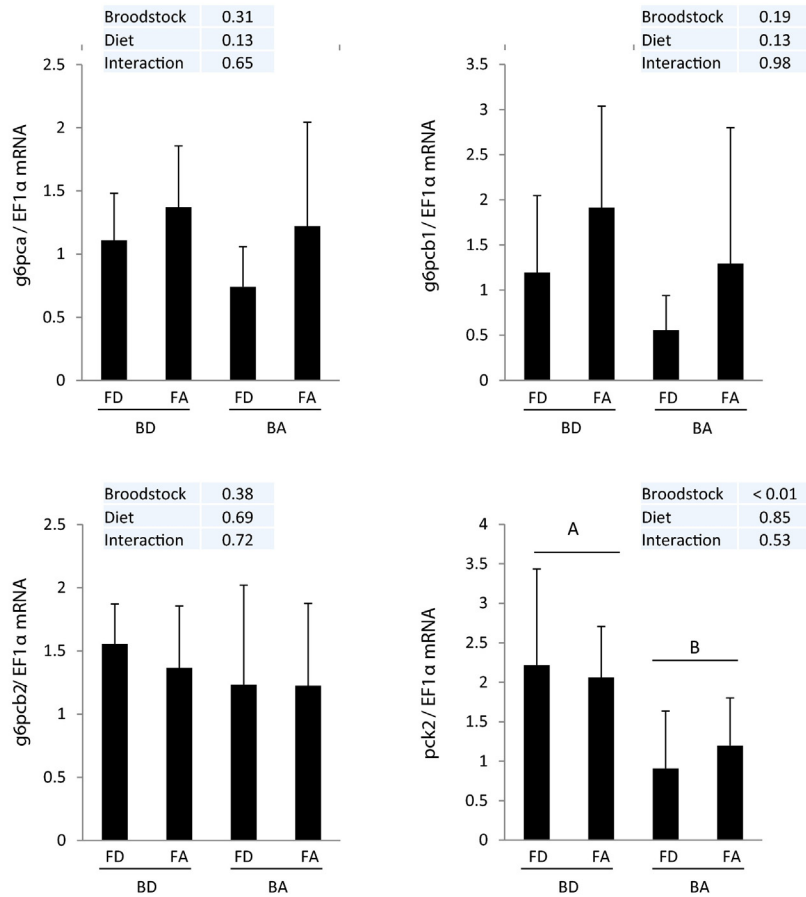 Broodstock 0.31
Diet 0.13
Interaction 0.65
2.5
2
1.5
1
0.5
0
g6pca / EF1α mRNA
FD FA FD FA
BD BA
Broodstock 0.19
Diet 0.13
Interaction 0.98
3.5
3
2.5
2
1.5
1
0.5
0
g6pcb1/ EF1α mRNA
FD FA FD FA
BD BA
Broodstock 0.38
Diet 0.69
Interaction 0.72
2.5
2
1.5
1
0.5
0
g6pcb2/ EF1α mRNA
FD FA FD FA
BD BA
Broodstock < 0.01
Diet 0.85
Interaction 0.53
4
3.5
3
2.5
2
1.5
1
0.5
0
pck2 / EF1α mRNA
A
B
FD FA FD FA
BD BA